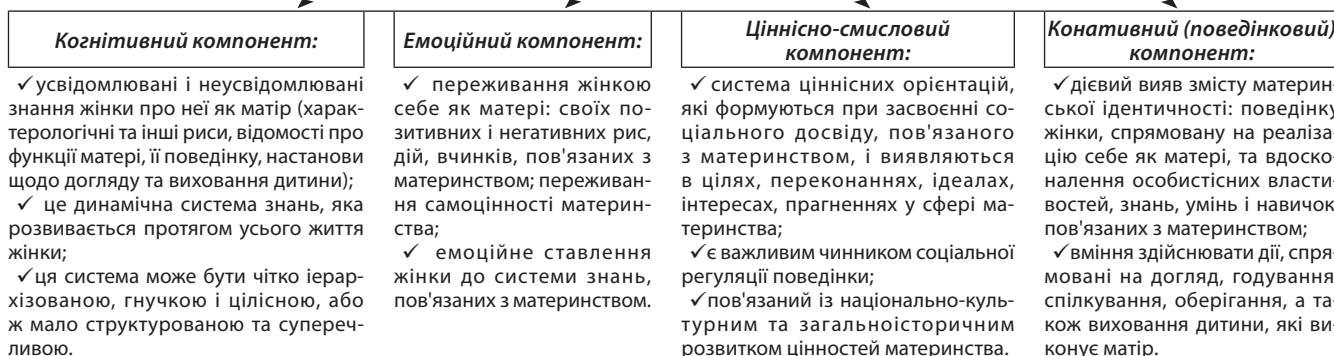 Когнітивний компонент:
✓ усвідомлювані і неусвідомлювані
знання жінки про неї як матір (харак-
терологічні та інші риси, відомості про
функції матері, її поведінку, настанови
щодо догляду та виховання дитини);
✓ це динамічна система знань, яка
розвивається протягом усього життя
жінки;
✓ ця система може бути чітко ієрар-
хізованою, гнучкою і цілісною, або
ж мало структурованою та супереч-
ливою.
Емоційний компонент:
✓ переживання жінкою
себе як матері: своїх по-
зитивних і негативних рис,
дій, вчинків, пов'язаних з
материнством; переживан-
ня самоцінності материн-
ства;
✓ емоційне ставлення
жінки до системи знань,
пов'язаних з материнством.
Ціннісно-смисловий
компонент:
✓ система ціннісних орієнтацій,
які формуються при засвоєнні со-
ціального досвіду, пов'язаного
з материнством, і виявляються
в цілях, переконаннях, ідеалах,
інтересах, прагненнях у сфері ма-
теринства;
✓ є важливим чинником соціальної
регуляції поведінки;
✓ пов'язаний із національно-куль-
турним та загальноісторичним
розвитком цінностей материнства.
Конативний (поведінковий)
компонент:
✓ дієвий вияв змісту материн-
ської ідентичності: поведінку
жінки, спрямовану на реаліза-
цію себе як матері, та вдоско-
налення особистісних власти-
востей, знань, умінь і навичок
пов'язаних з материнством;
✓ вміння здійснювати дії, спря-
мовані на догляд, годування
спілкування, оберігання, а та-
кож виховання дитини, які ви-
конує матір.